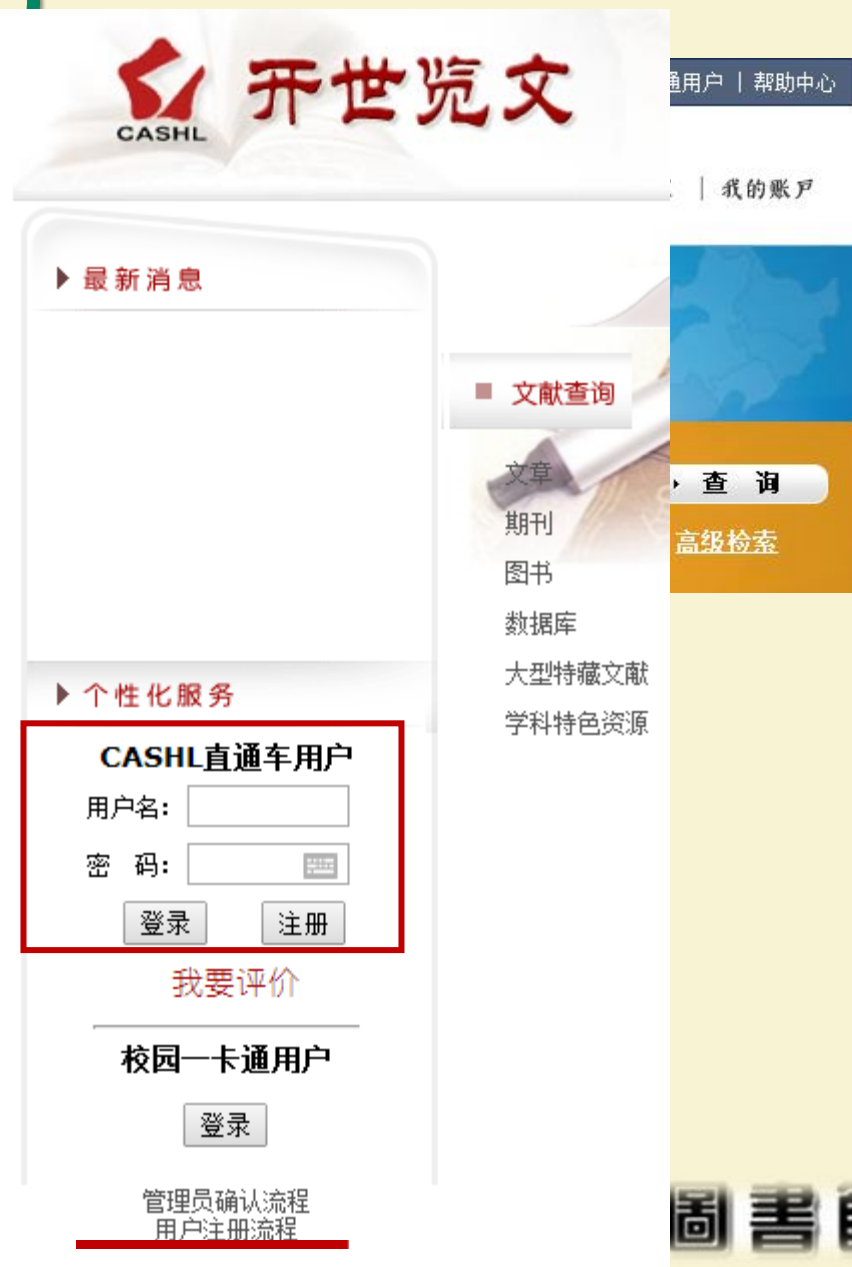 CASHL
开世览文
通用户 | 帮助中心
| 我的账户
最新消息
文献查询
文章
期刊
图书
数据库
大型特藏文献
学科特色资源
查 询
高级检索
个性化服务
CASHL直通车用户
用户名:
密 码:
登录 注册
我要评价
校园一卡通用户
登录
管理员确认流程
用户注册流程
圖書